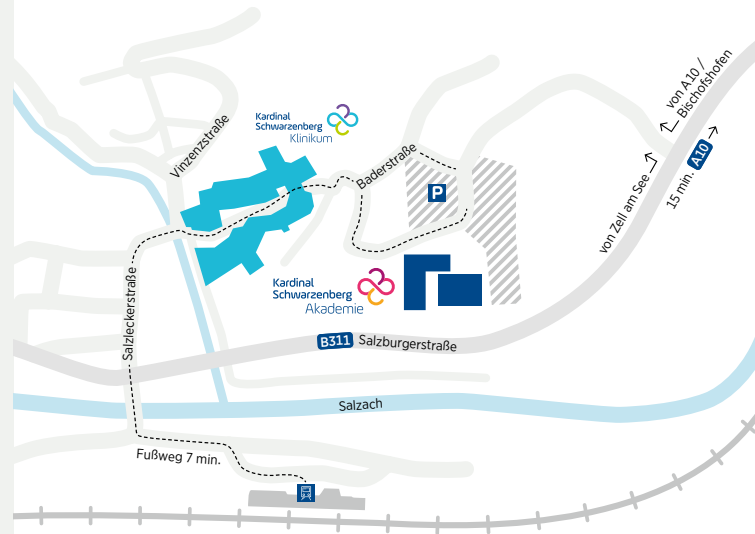 von A10 /
Bischofshofen
Kardinal
Schwarzenberg
Klinikum
Vinzenzstraße
Baderstraße
P
A10
15 min.
von Zell am See
Kardinal
Schwarzenberg
Akademie
Salzleckerstraße
B311 Salzburgerstraße
Salzach
Fußweg 7 min.